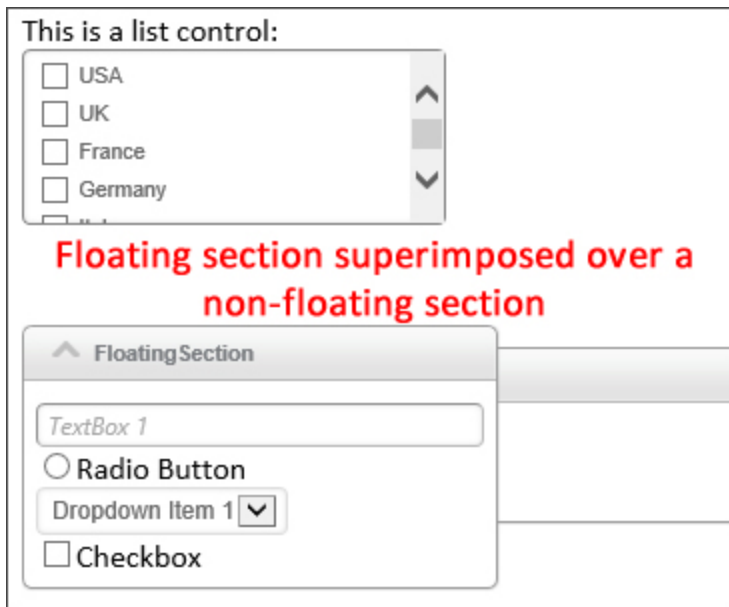 This is a list control:
USA
UK
France
Germany
Floating section superimposed over a
non-floating section
FloatingSection
TextBox 1
Radio Button
Dropdown Item 1
Checkbox